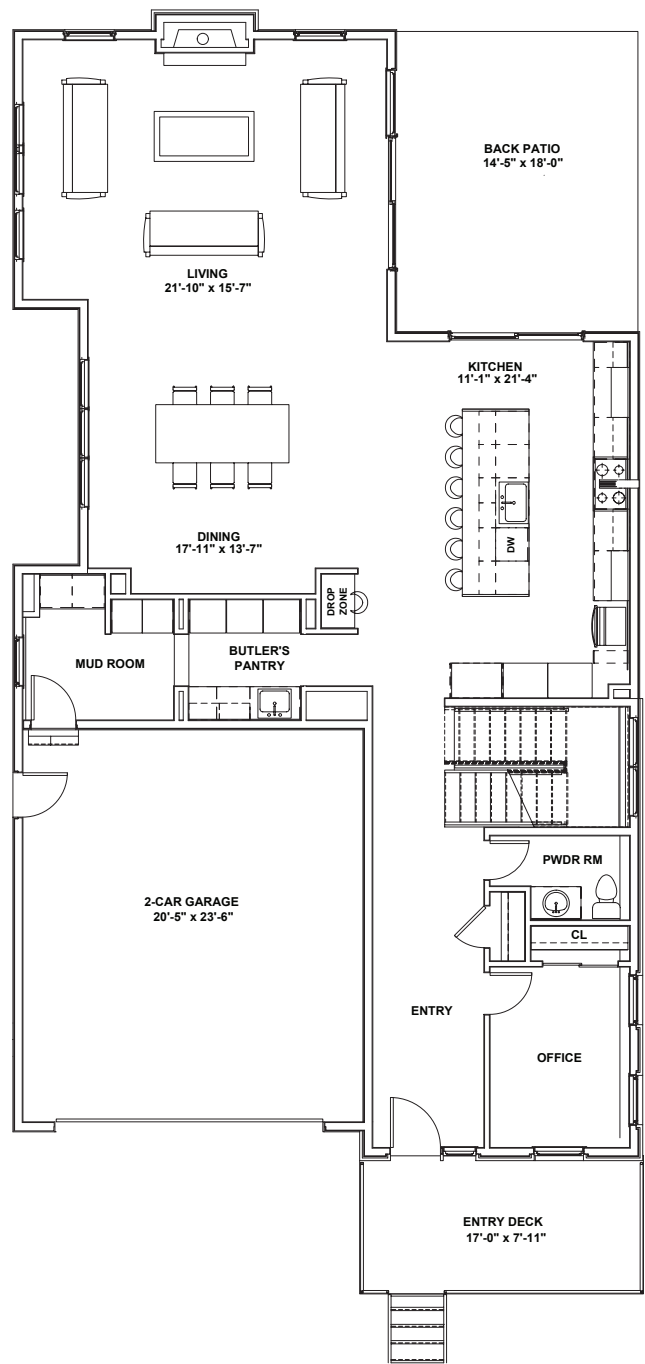 BACK PATIO
14'-5" x 18'-0"
LIVING
21'-10" x 15'-7"
KITCHEN
11'-1" x 21'-4"
DINING
17'-11" x 13'-7"
DW
DROP
ZONE
MUD ROOM
BUTLER'S
PANTRY
PWDR RM
2-CAR GARAGE
20'-5" x 23'-6"
CL
ENTRY
OFFICE
ENTRY DECK
17'-0" x 7'-11"